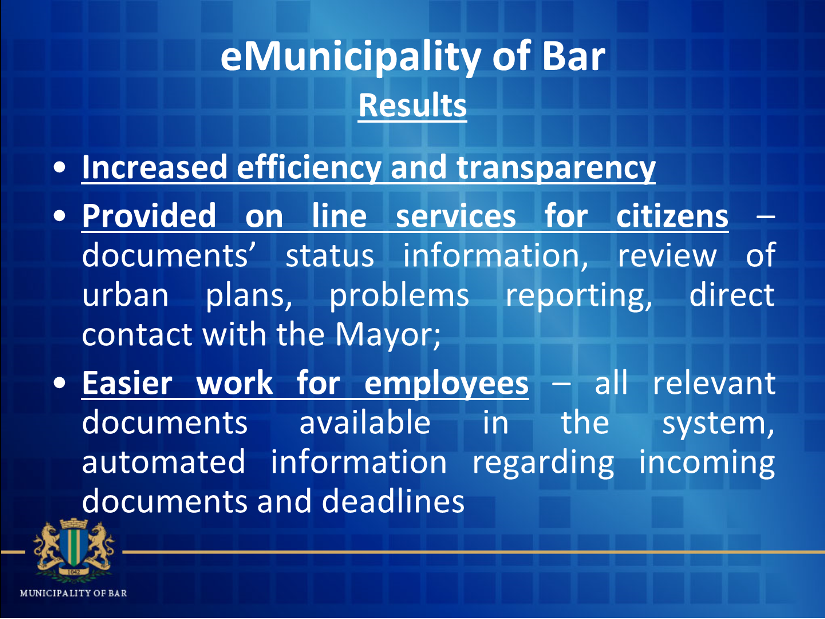 eMunicipality of Bar
Results
• Increased efficiency and transparency
• Provided on line services for citizens –
documents’ status information, review of
urban plans, problems reporting, direct
contact with the Mayor;
• Easier work for employees – all relevant
documents available in the system,
automated information regarding incoming
documents and deadlines
1042
MUNICIPALITY OF BAR